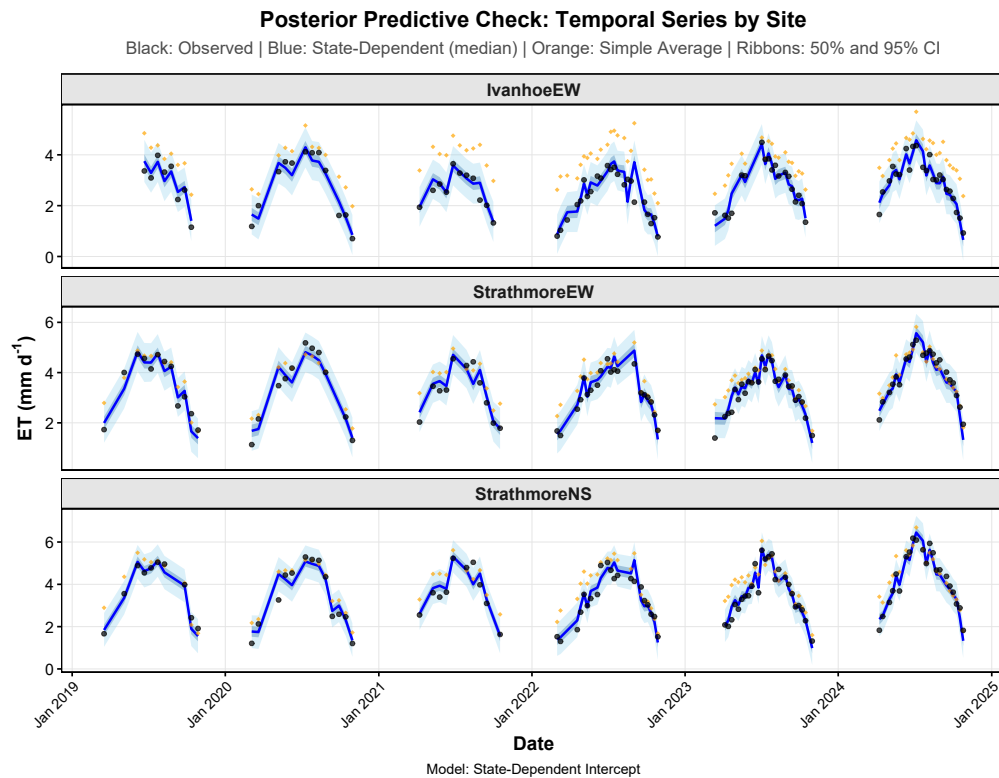 Posterior Predictive Check: Temporal Series by Site
Black: Observed | Blue: State-Dependent (median) | Orange: Simple Average | Ribbons: 50% and 95% CI
IvanhoeEW
4
2
0
StrathmoreEW
6
4
2
StrathmoreNS
6
4
2
0
ET (mm d⁻¹)
Jan 2019
Jan 2020
Jan 2021
Jan 2022
Jan 2023
Jan 2024
Jan 2025
Date
Model: State-Dependent Intercept